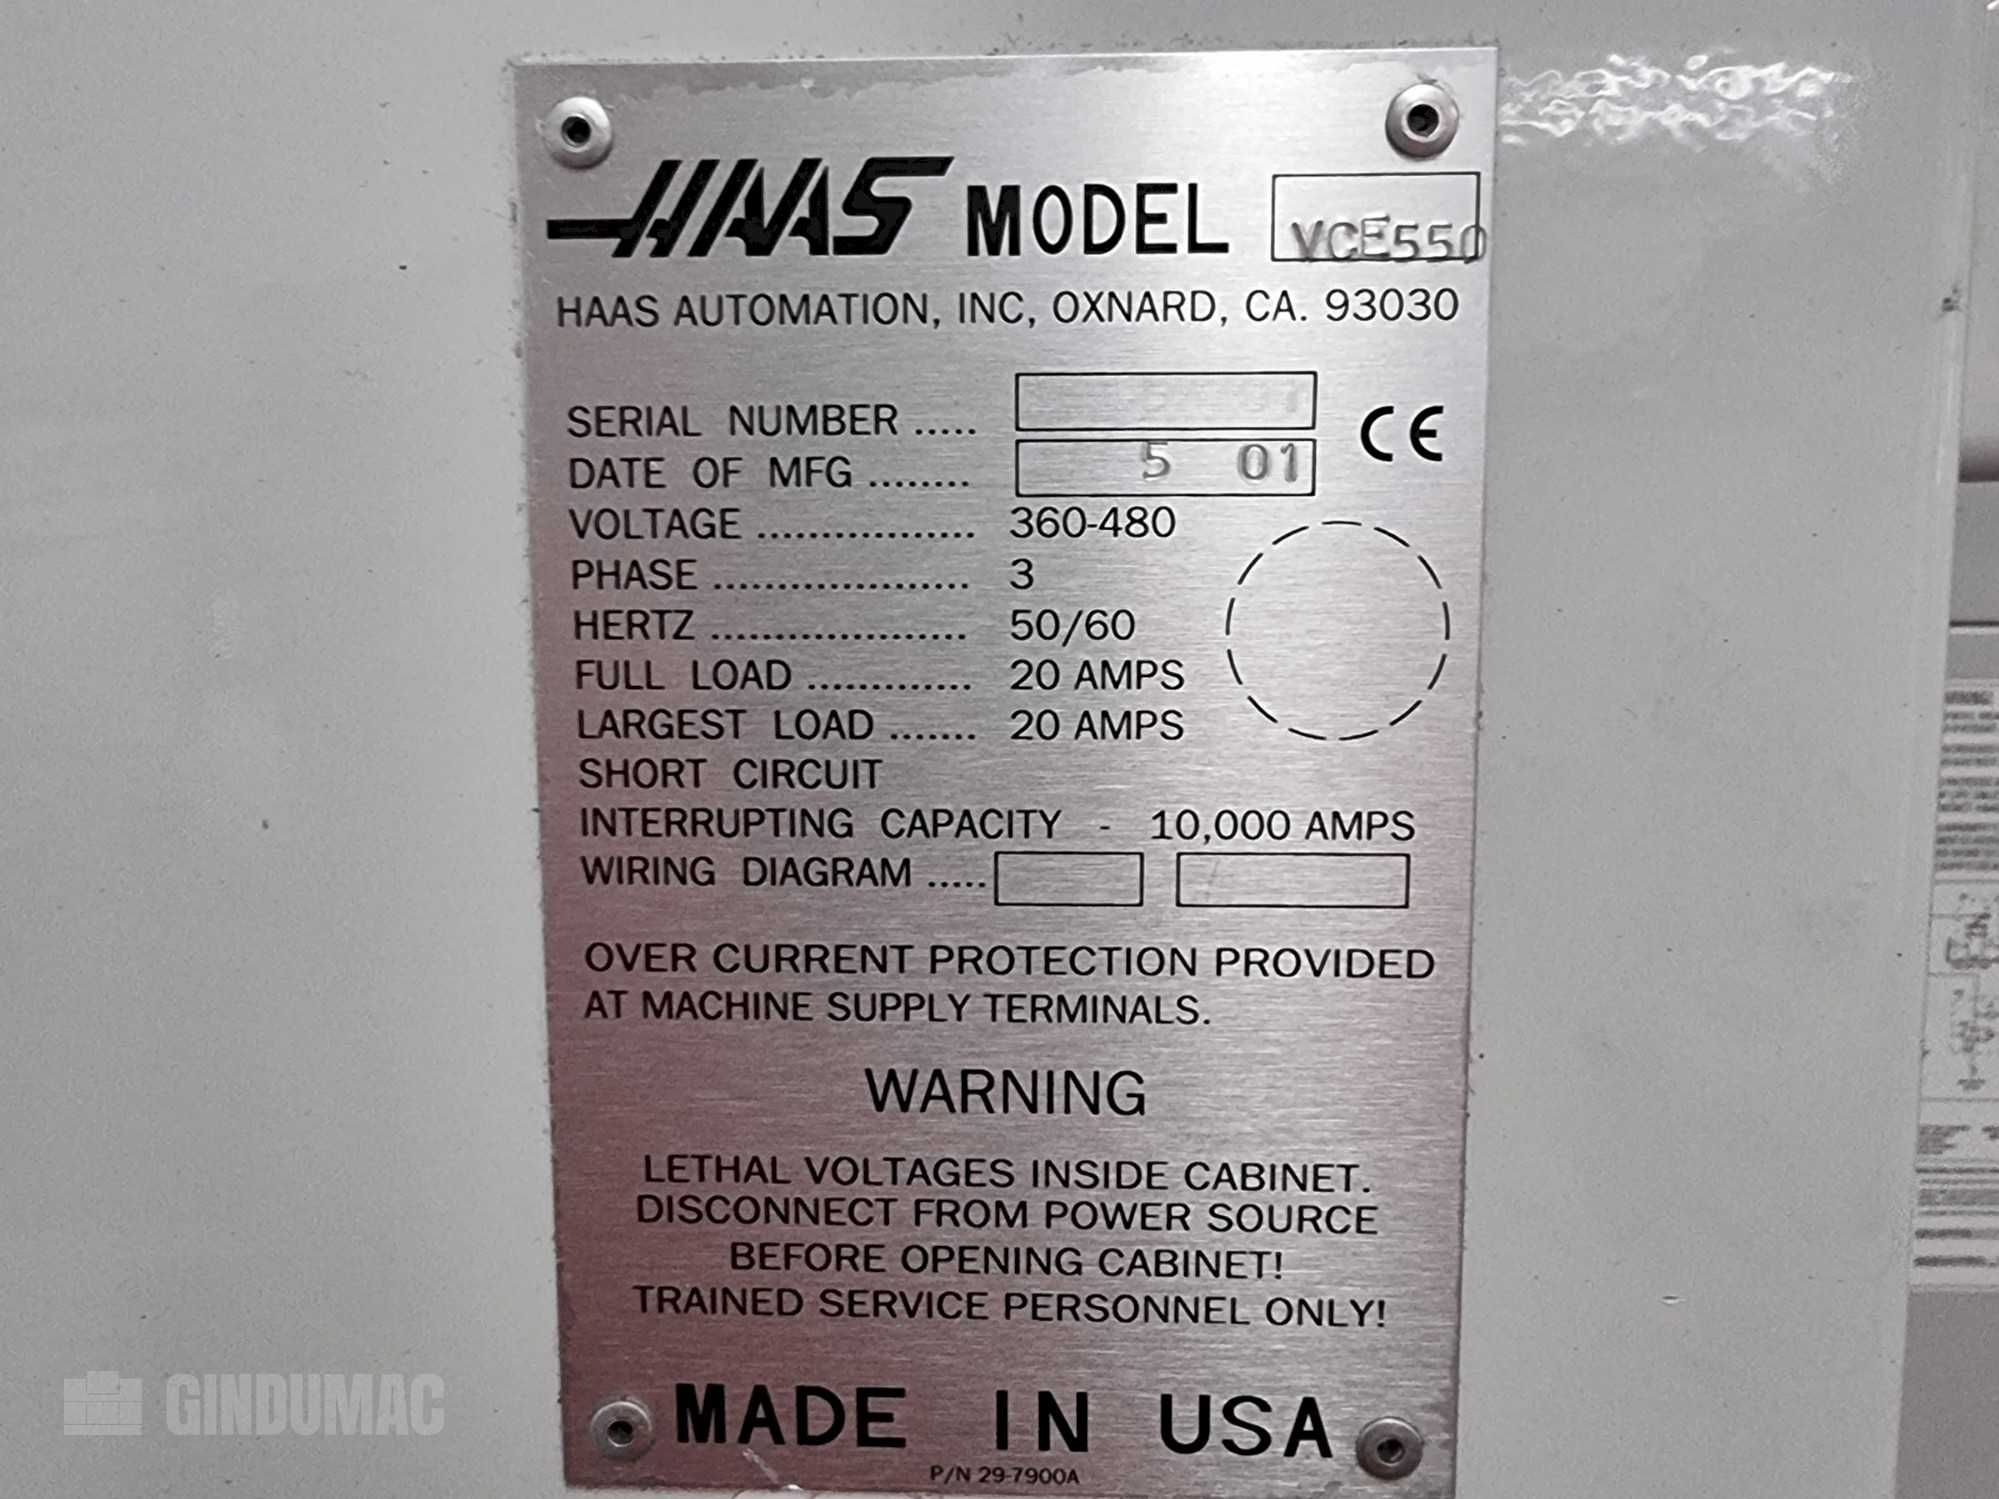 HAAS MODEL VCE550
HAAS AUTOMATION, INC, OXNARD, CA. 93030
SERIAL NUMBER .....
DATE OF MFG ........ 5 01
CE
VOLTAGE ................. 360-480
PHASE .................... 3
HERTZ .................... 50/60
FULL LOAD ............. 20 AMPS
LARGEST LOAD ....... 20 AMPS
SHORT CIRCUIT
INTERRUPTING CAPACITY - 10,000 AMPS
WIRING DIAGRAM .....
OVER CURRENT PROTECTION PROVIDED
AT MACHINE SUPPLY TERMINALS.
WARNING
LETHAL VOLTAGES INSIDE CABINET.
DISCONNECT FROM POWER SOURCE
BEFORE OPENING CABINET!
TRAINED SERVICE PERSONNEL ONLY!
MADE IN USA
P/N 29-7900A
GINDUMAC